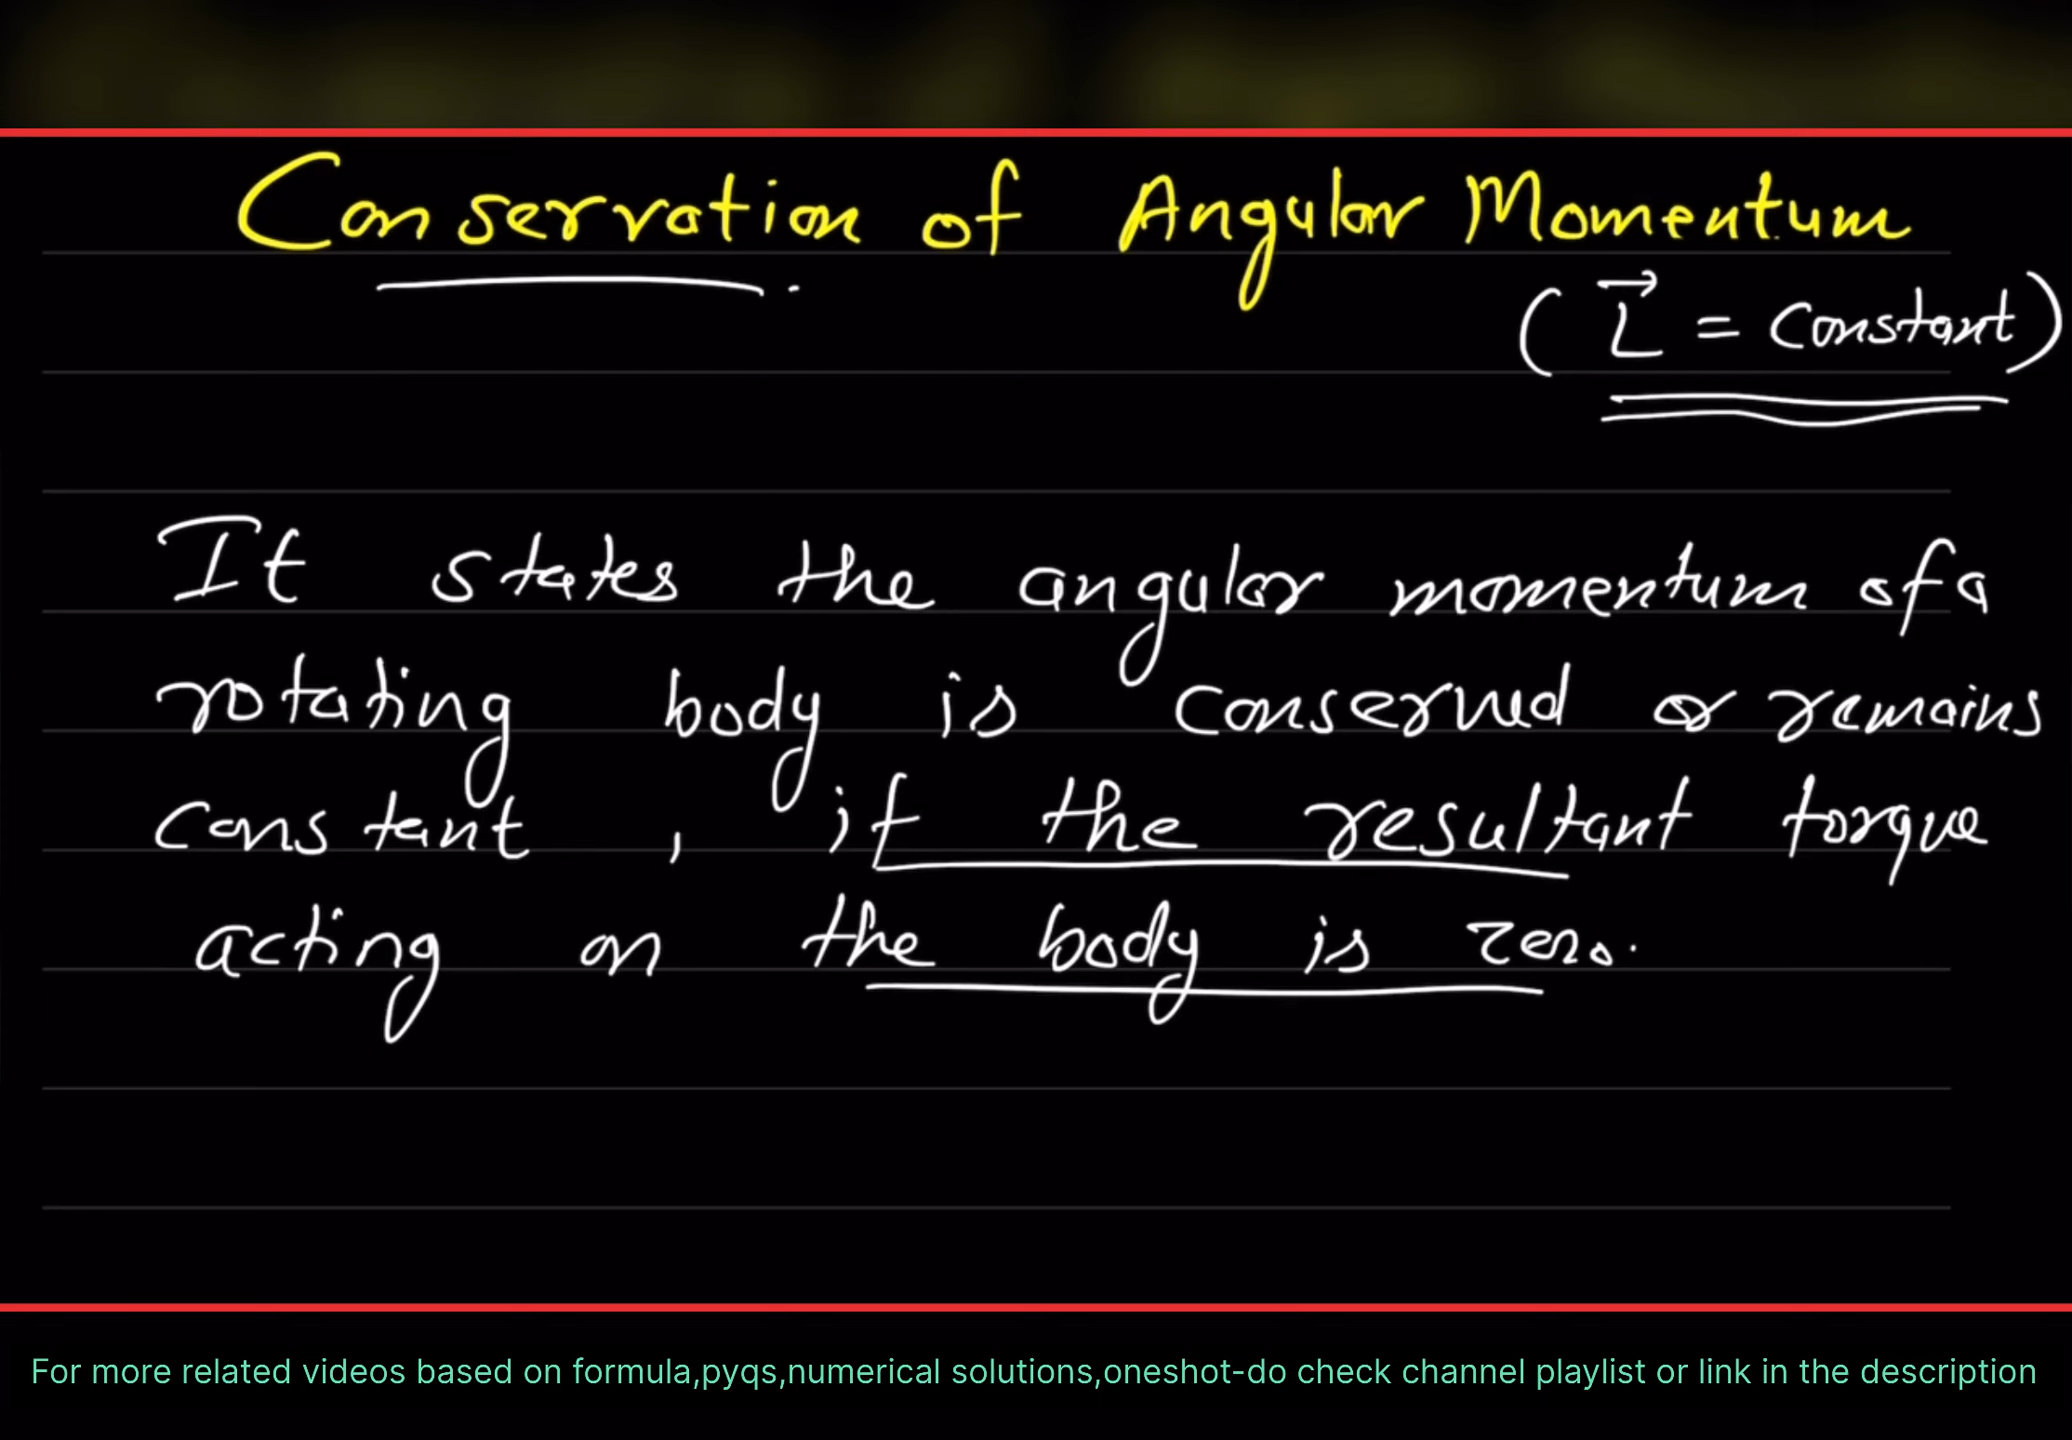 Conservation of Angular Momentum
(L⃗ = Constant)
It states the angular momentum of a
rotating body is conserved or remains
constant , if the resultant torque
acting on the body is zero.
For more related videos based on formula,pyqs,numerical solutions,oneshot-do check channel playlist or link in the description